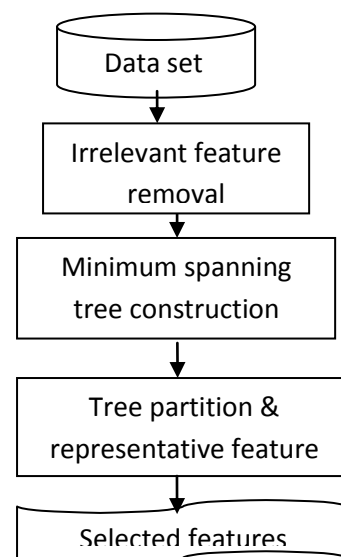 Data set
Irrelevant feature
removal
Minimum spanning
tree construction
Tree partition &
representative feature
Selected features